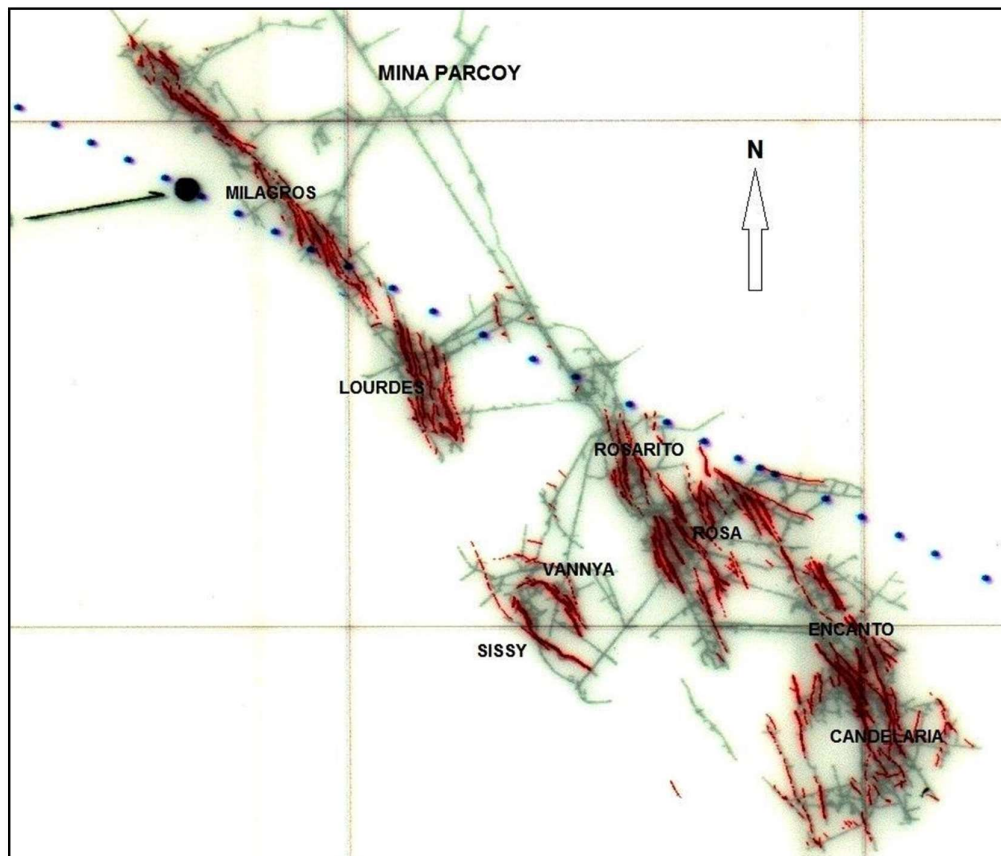 MINA PARCOY
N
MILAGROS
LOURDES
ROSARITO
ROSA
VANNYA
ENCANTO
SISSY
CANDELARIA